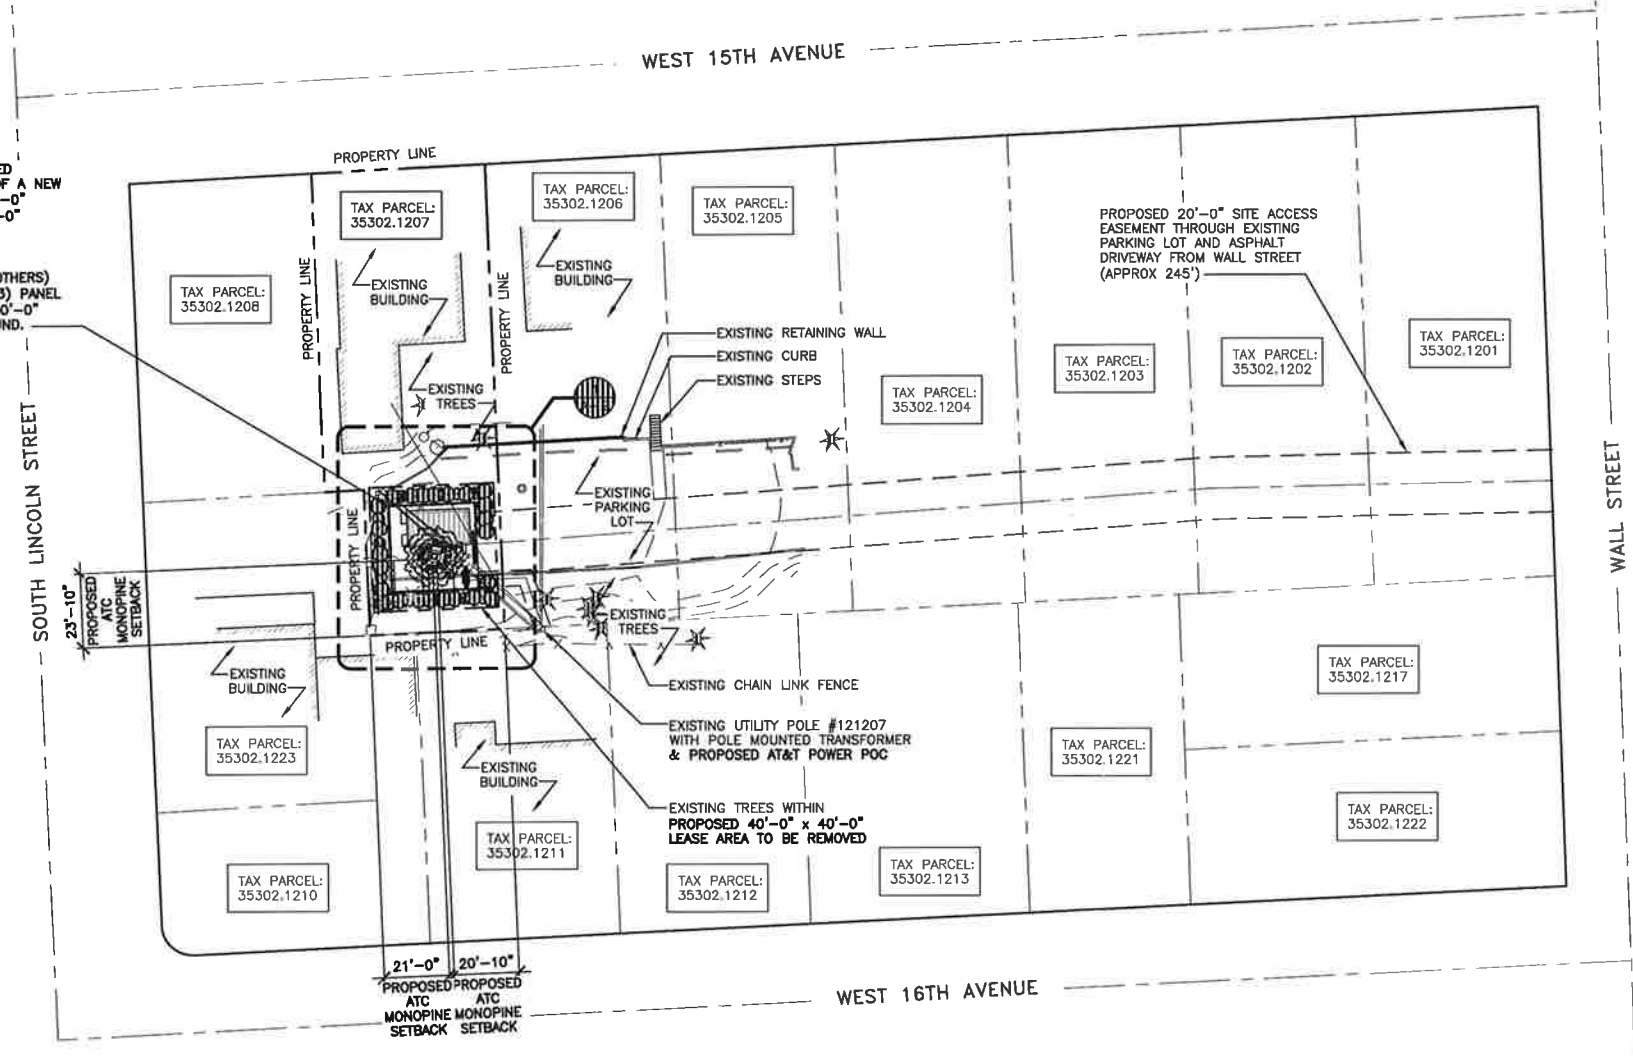 WEST 15TH AVENUE
PROPERTY LINE
F A NEW
-0"
-0"
OTHERS)
3) PANEL
0'-0"
UND.
TAX PARCEL:
35302.1208
TAX PARCEL:
35302.1207
TAX PARCEL:
35302.1206
TAX PARCEL:
35302.1205
PROPOSED 20'-0" SITE ACCESS
EASEMENT THROUGH EXISTING
PARKING LOT AND ASPHALT
DRIVEWAY FROM WALL STREET
(APPROX 245')
TAX PARCEL:
35302.1204
TAX PARCEL:
35302.1203
TAX PARCEL:
35302.1202
TAX PARCEL:
35302.1201
PROPERTY LINE
PROPERTY LINE
EXISTING
BUILDING
EXISTING
BUILDING
EXISTING
TREES
EXISTING RETAINING WALL
EXISTING CURB
EXISTING STEPS
SOUTH LINCOLN STREET
WALL STREET
EXISTING
PARKING
LOT
PROPERTY LINE
23'-10"
PROPOSED
ATC
MONOPINE
SETBACK
PROPERTY LINE
EXISTING
TREES
EXISTING
BUILDING
EXISTING CHAIN LINK FENCE
EXISTING UTILITY POLE #121207
WITH POLE MOUNTED TRANSFORMER
& PROPOSED AT&T POWER POC
TAX PARCEL:
35302.1223
EXISTING
BUILDING
EXISTING TREES WITHIN
PROPOSED 40'-0" x 40'-0"
LEASE AREA TO BE REMOVED
TAX PARCEL:
35302.1217
TAX PARCEL:
35302.1221
TAX PARCEL:
35302.1222
TAX PARCEL:
35302.1210
TAX PARCEL:
35302.1211
TAX PARCEL:
35302.1212
TAX PARCEL:
35302.1213
21'-0"
PROPOSED
ATC
MONOPINE
SETBACK
20'-10"
PROPOSED
ATC
MONOPINE
SETBACK
WEST 16TH AVENUE